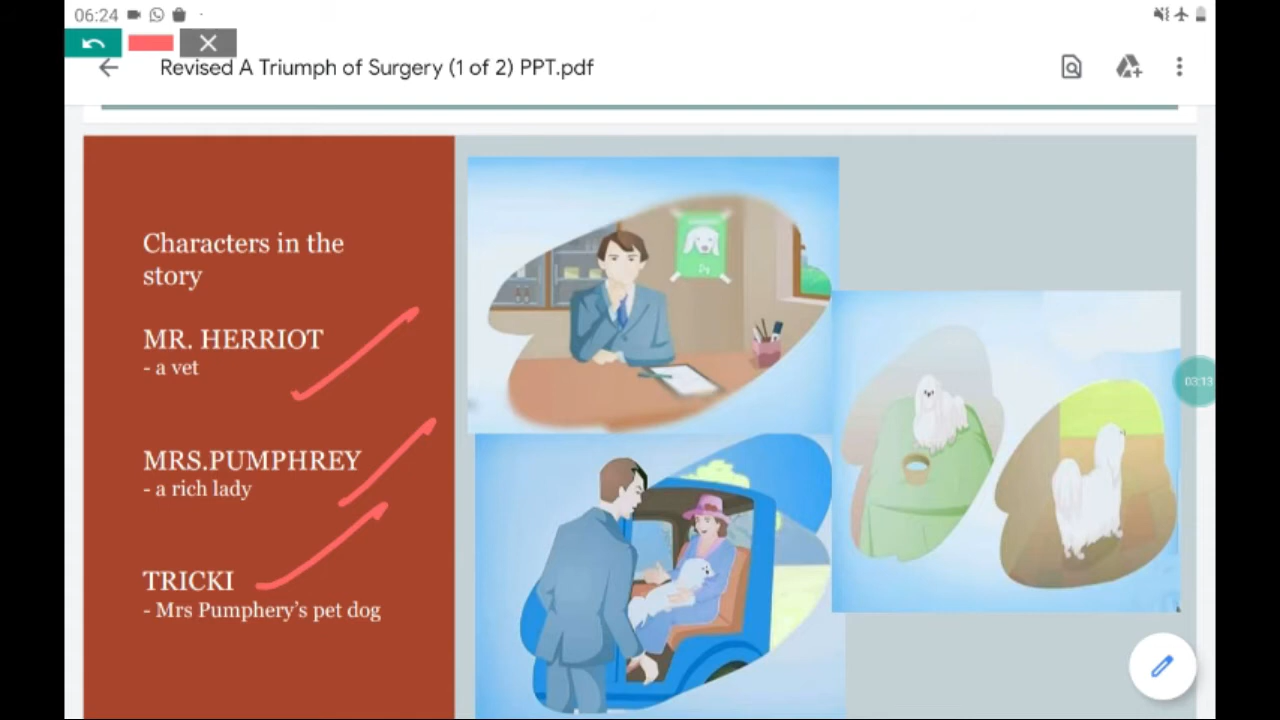 06:24
Revised A Triumph of Surgery (1 of 2) PPT.pdf
Characters in the
story
MR. HERRIOT
- a vet
MRS.PUMPHREY
- a rich lady
TRICKI
- Mrs Pumphery's pet dog
03:13